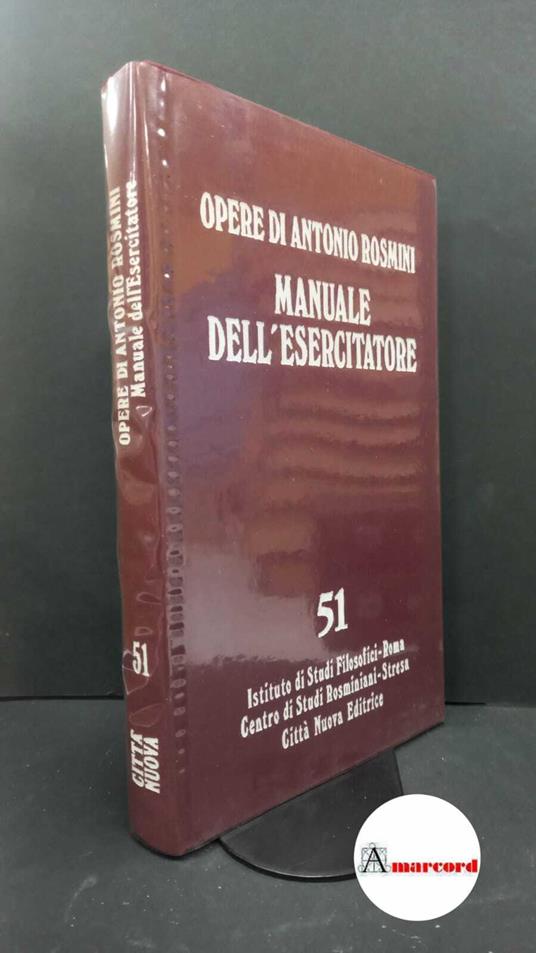 OPERE DI ANTONIO ROSMINI
Manuale dell'Esercitatore
51
CITTÀ
NUOVA
OPERE DI ANTONIO ROSMINI
MANUALE
DELL'ESERCITATORE
51
Istituto di Studi Filosofici-Roma
Centro di Studi Rosminiani-Stresa
Città Nuova Editrice
Amarcord